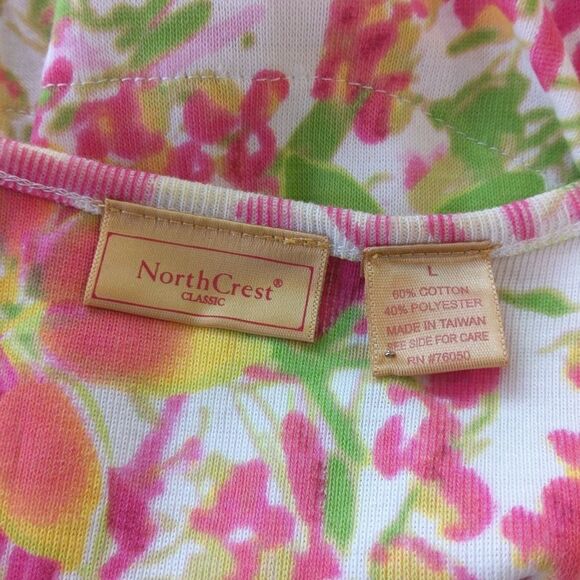 NorthCrest®
CLASSIC
L
60% COTTON
40% POLYESTER
MADE IN TAIWAN
SEE SIDE FOR CARE
RN #76050